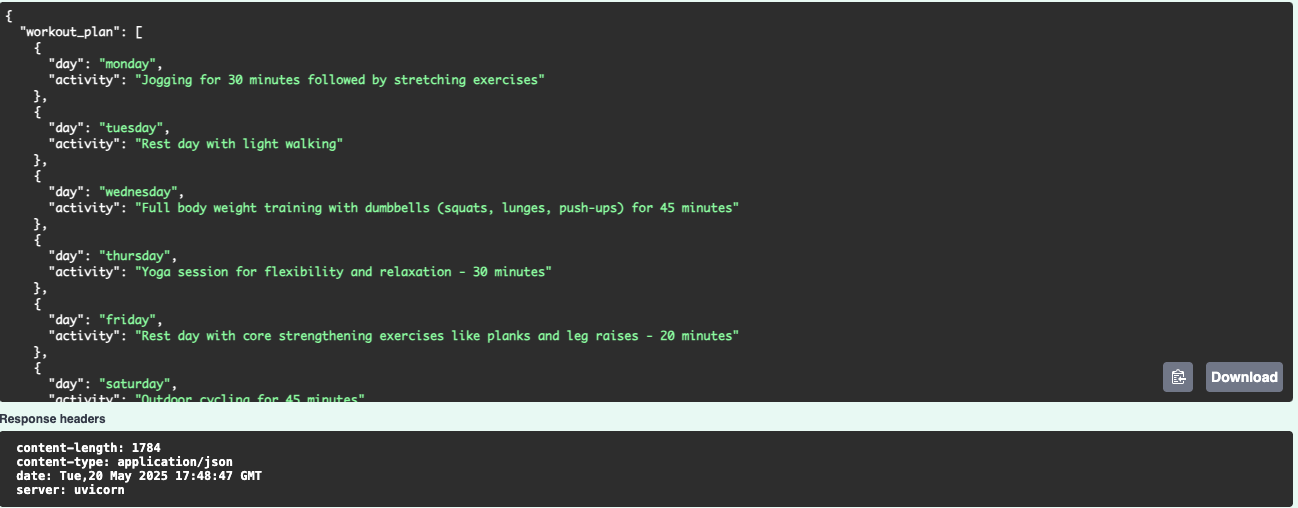 {
  "workout_plan": [
    {
      "day": "monday",
      "activity": "Jogging for 30 minutes followed by stretching exercises"
    },
    {
      "day": "tuesday",
      "activity": "Rest day with light walking"
    },
    {
      "day": "wednesday",
      "activity": "Full body weight training with dumbbells (squats, lunges, push-ups) for 45 minutes"
    },
    {
      "day": "thursday",
      "activity": "Yoga session for flexibility and relaxation - 30 minutes"
    },
    {
      "day": "friday",
      "activity": "Rest day with core strengthening exercises like planks and leg raises - 20 minutes"
    },
    {
      "day": "saturday",
      "activity": "Outdoor cycling for 45 minutes"
Download
Response headers
content-length: 1784
content-type: application/json
date: Tue,20 May 2025 17:48:47 GMT
server: uvicorn